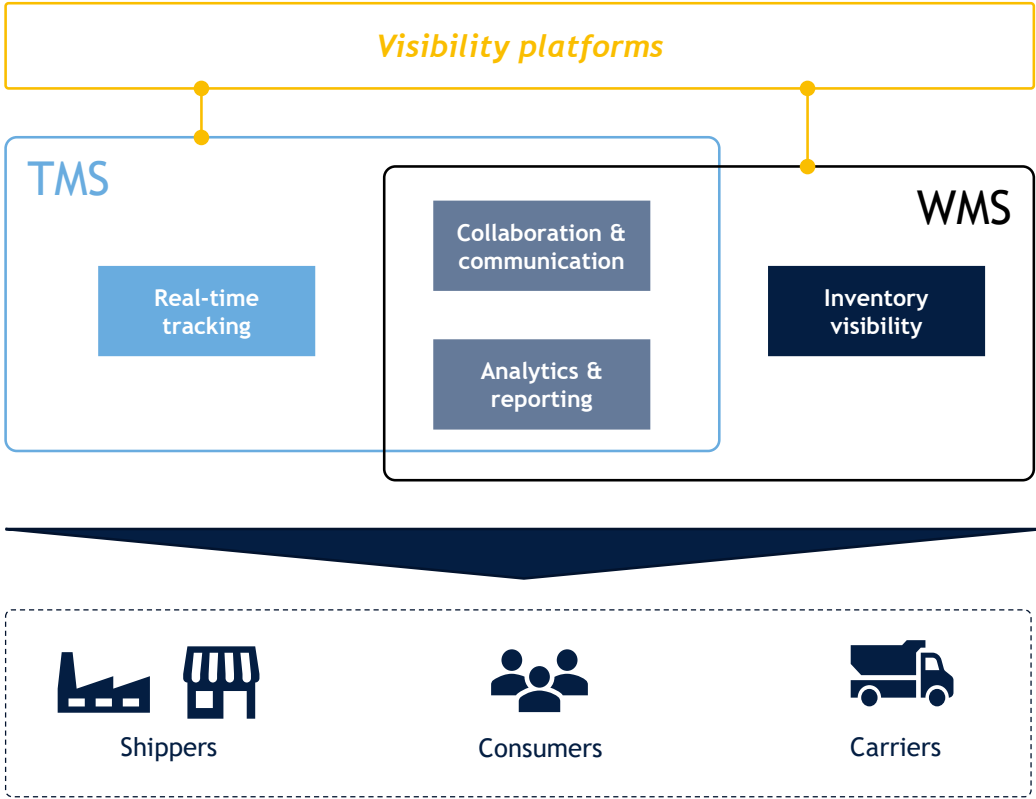 Visibility platforms
TMS
WMS
Collaboration &
communication
Real-time
tracking
Inventory
visibility
Analytics &
reporting
Shippers
Consumers
Carriers